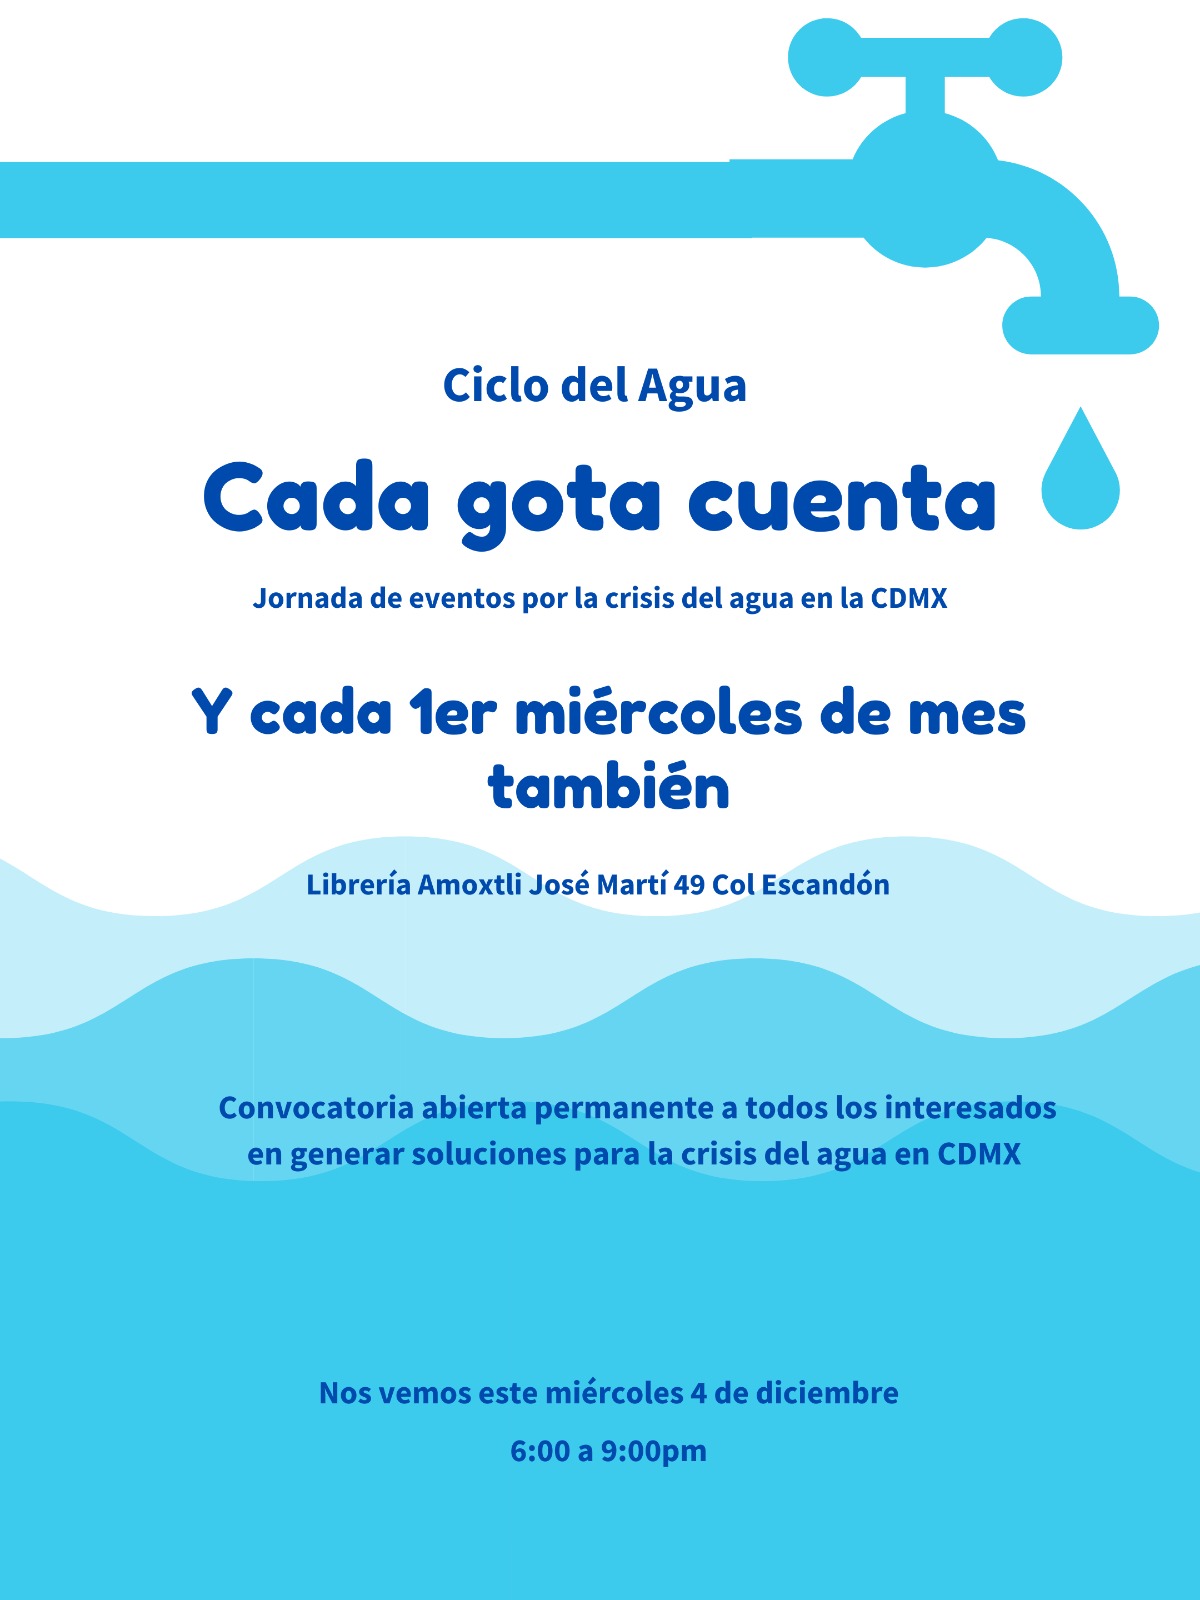 Ciclo del Agua
Cada gota cuenta
Jornada de eventos por la crisis del agua en la CDMX
Y cada 1er miércoles de mes
también
Librería Amoxtli José Martí 49 Col Escandón
Convocatoria abierta permanente a todos los interesados
en generar soluciones para la crisis del agua en CDMX
Nos vemos este miércoles 4 de diciembre
6:00 a 9:00pm